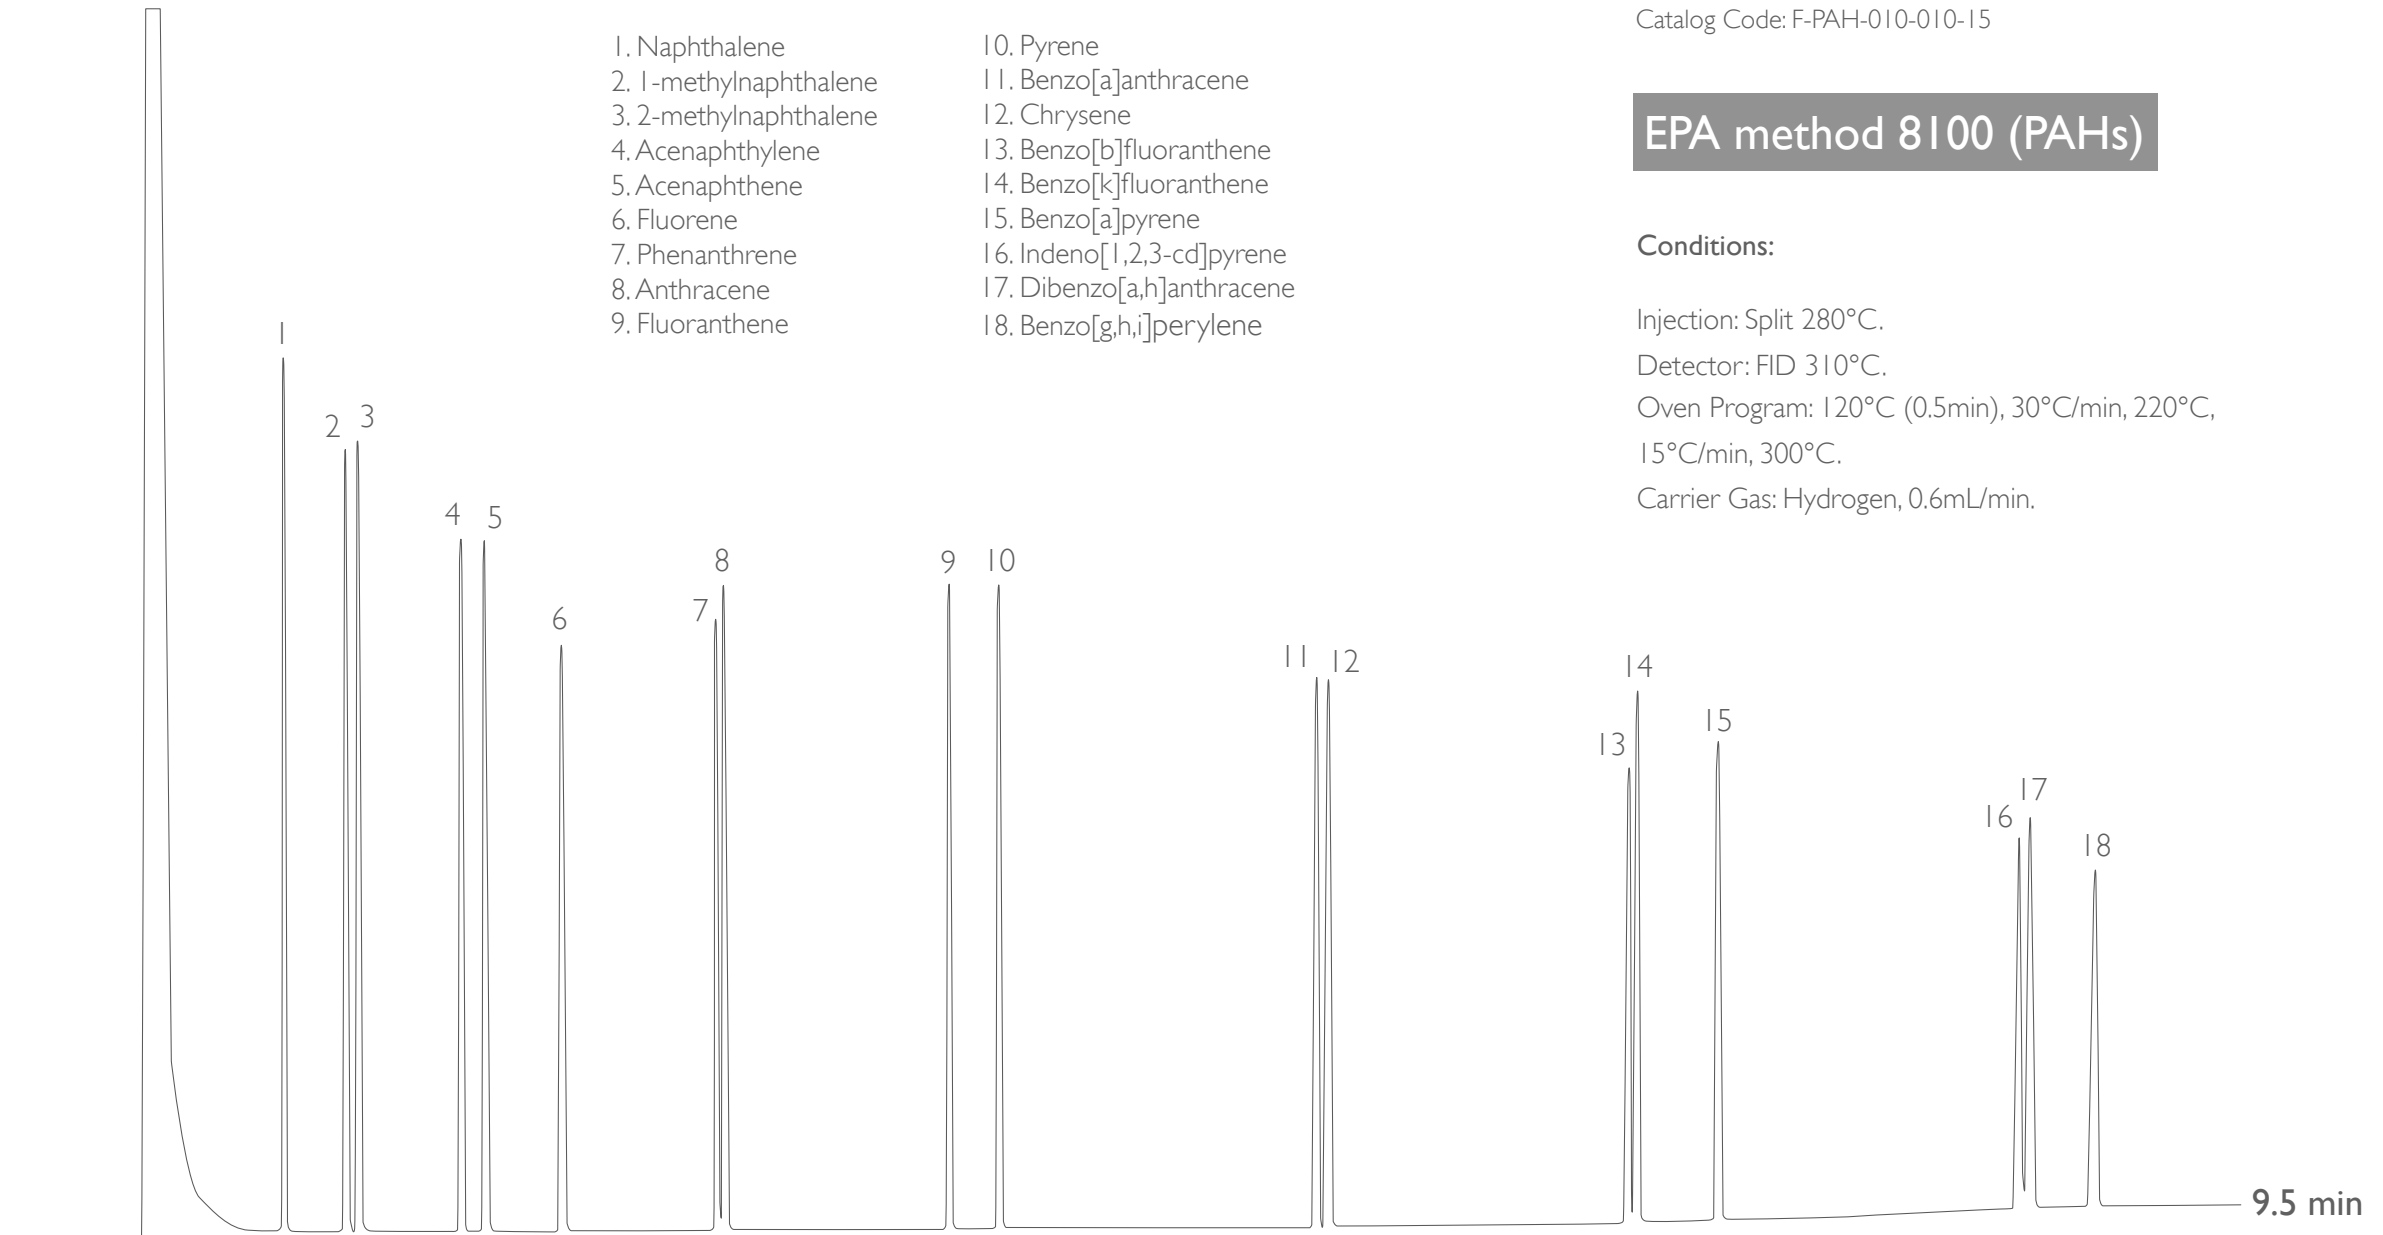 Catalog Code: F-PAH-010-010-15
EPA method 8100 (PAHs)
Conditions:
Injection: Split 280°C.
Detector: FID 310°C.
Oven Program: 120°C (0.5min), 30°C/min, 220°C,
15°C/min, 300°C.
Carrier Gas: Hydrogen, 0.6mL/min.
1. Naphthalene
2. 1-methylnaphthalene
3. 2-methylnaphthalene
4. Acenaphthylene
5. Acenaphthene
6. Fluorene
7. Phenanthrene
8. Anthracene
9. Fluoranthene
10. Pyrene
11. Benzo[a]anthracene
12. Chrysene
13. Benzo[b]fluoranthene
14. Benzo[k]fluoranthene
15. Benzo[a]pyrene
16. Indeno[1,2,3-cd]pyrene
17. Dibenzo[a,h]anthracene
18. Benzo[g,h,i]perylene
1
2
3
4
5
6
7
8
9
10
11
12
13
14
15
16
17
18
9.5 min